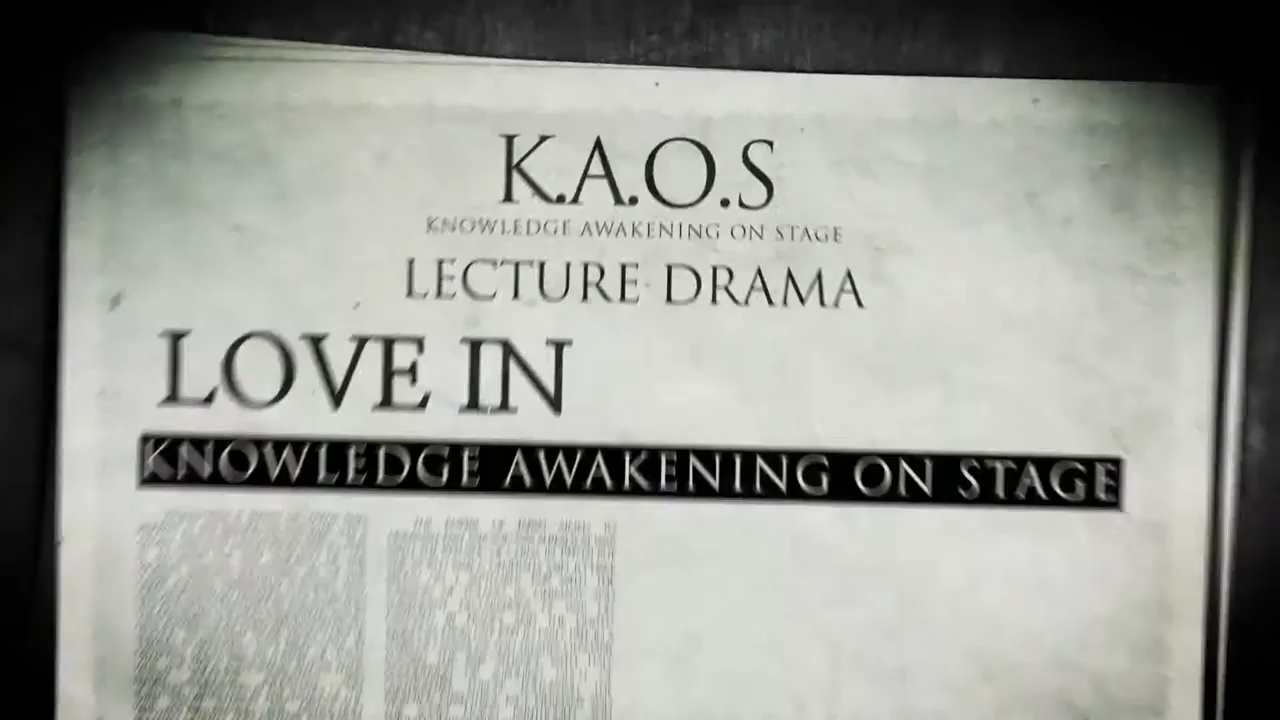 K.A.O.S
KNOWLEDGE AWAKENING ON STAGE
LECTURE DRAMA
LOVE IN
KNOWLEDGE AWAKENING ON STAGE